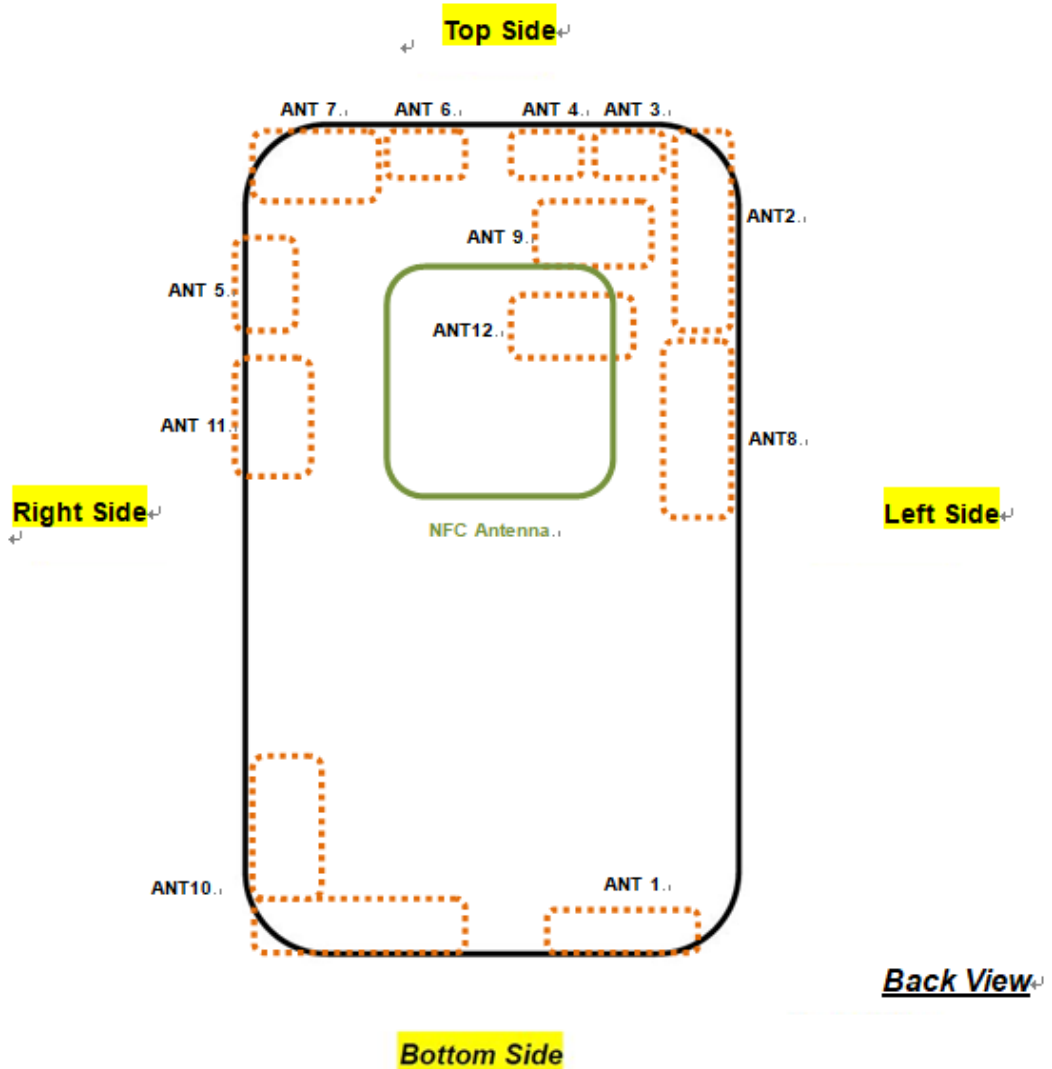 Top Side
ANT 7
ANT 6
ANT 4
ANT 3
ANT2
ANT 9
ANT 5
ANT12
ANT 11
ANT8
Right Side
Left Side
NFC Antenna
ANT10
ANT 1
Back View
Bottom Side